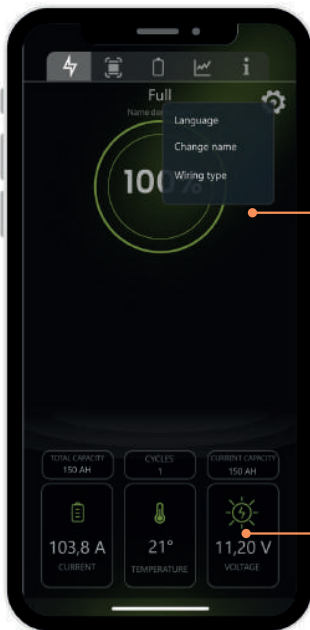 Full
Name
Language
Change name
Wiring type
100%
TOTAL CAPACITY
150 AH
CYCLES
1
CURRENT CAPACITY
150 AH
103,8 A
CURRENT
21°
TEMPERATURE
11,20 V
VOLTAGE